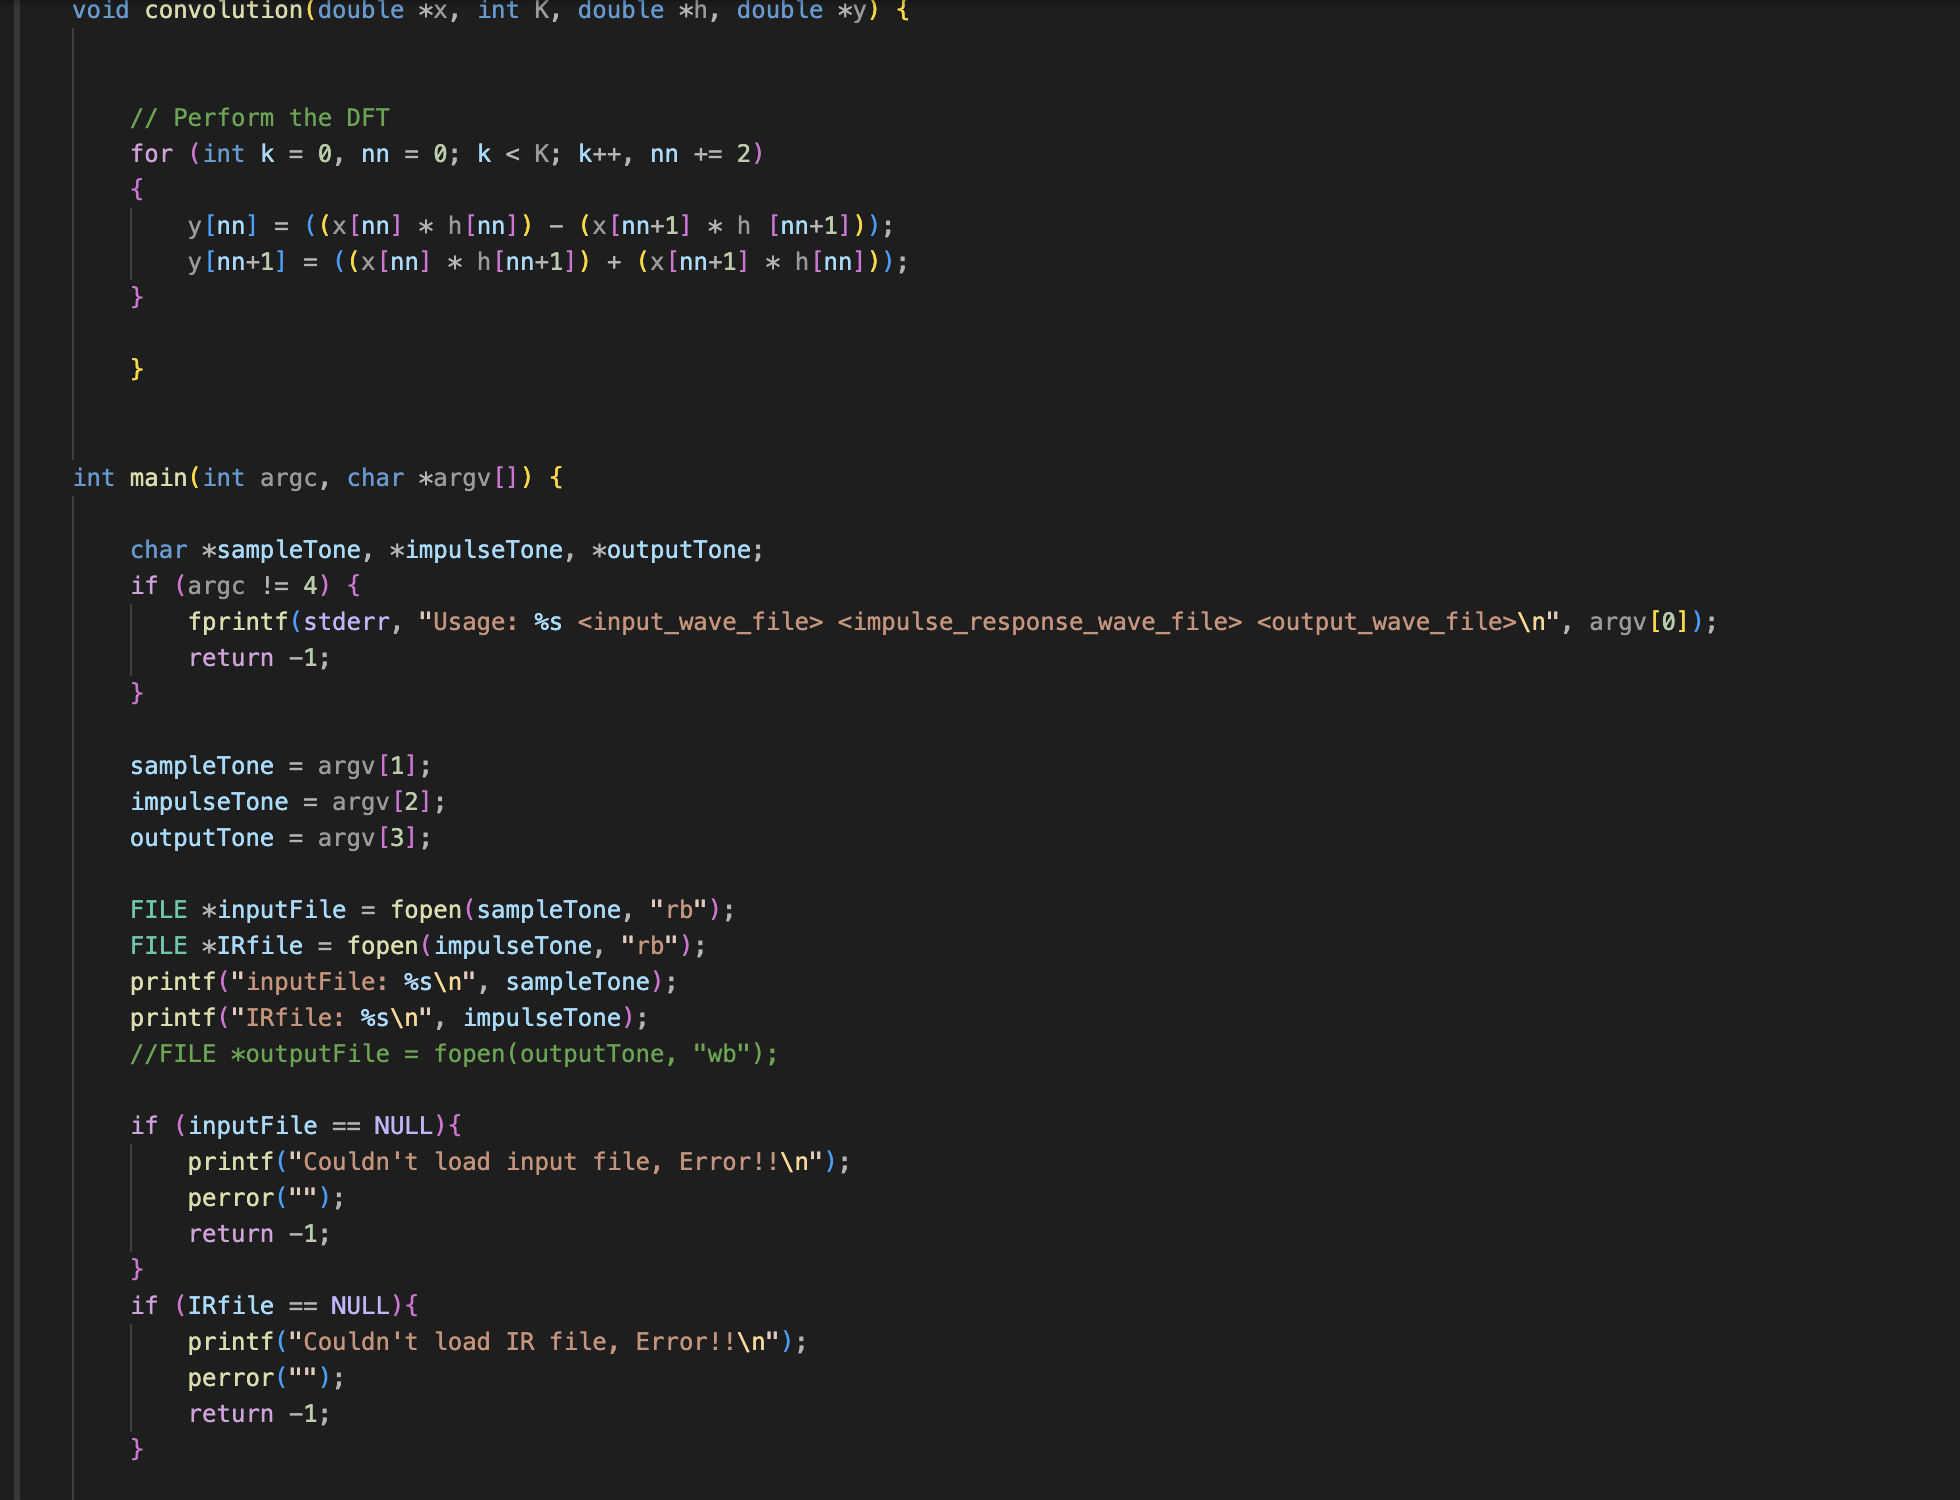 void convolution(double *x, int K, double *h, double *y) {
// Perform the DFT
for (int k = 0, nn = 0; k < K; k++, nn += 2)
{
y[nn] = ((x[nn] * h[nn]) - (x[nn+1] * h [nn+1]));
y[nn+1] = ((x[nn] * h[nn+1]) + (x[nn+1] * h[nn]));
}
}
int main(int argc, char *argv[]) {
char *sampleTone, *impulseTone, *outputTone;
if (argc != 4) {
fprintf(stderr, "Usage: %s <input_wave_file> <impulse_response_wave_file> <output_wave_file>\n", argv[0]);
return -1;
}
sampleTone = argv[1];
impulseTone = argv[2];
outputTone = argv[3];
FILE *inputFile = fopen(sampleTone, "rb");
FILE *IRfile = fopen(impulseTone, "rb");
printf("inputFile: %s\n", sampleTone);
printf("IRfile: %s\n", impulseTone);
//FILE *outputFile = fopen(outputTone, "wb");
if (inputFile == NULL){
printf("Couldn't load input file, Error!!\n");
perror("");
return -1;
}
if (IRfile == NULL){
printf("Couldn't load IR file, Error!!\n");
perror("");
return -1;
}